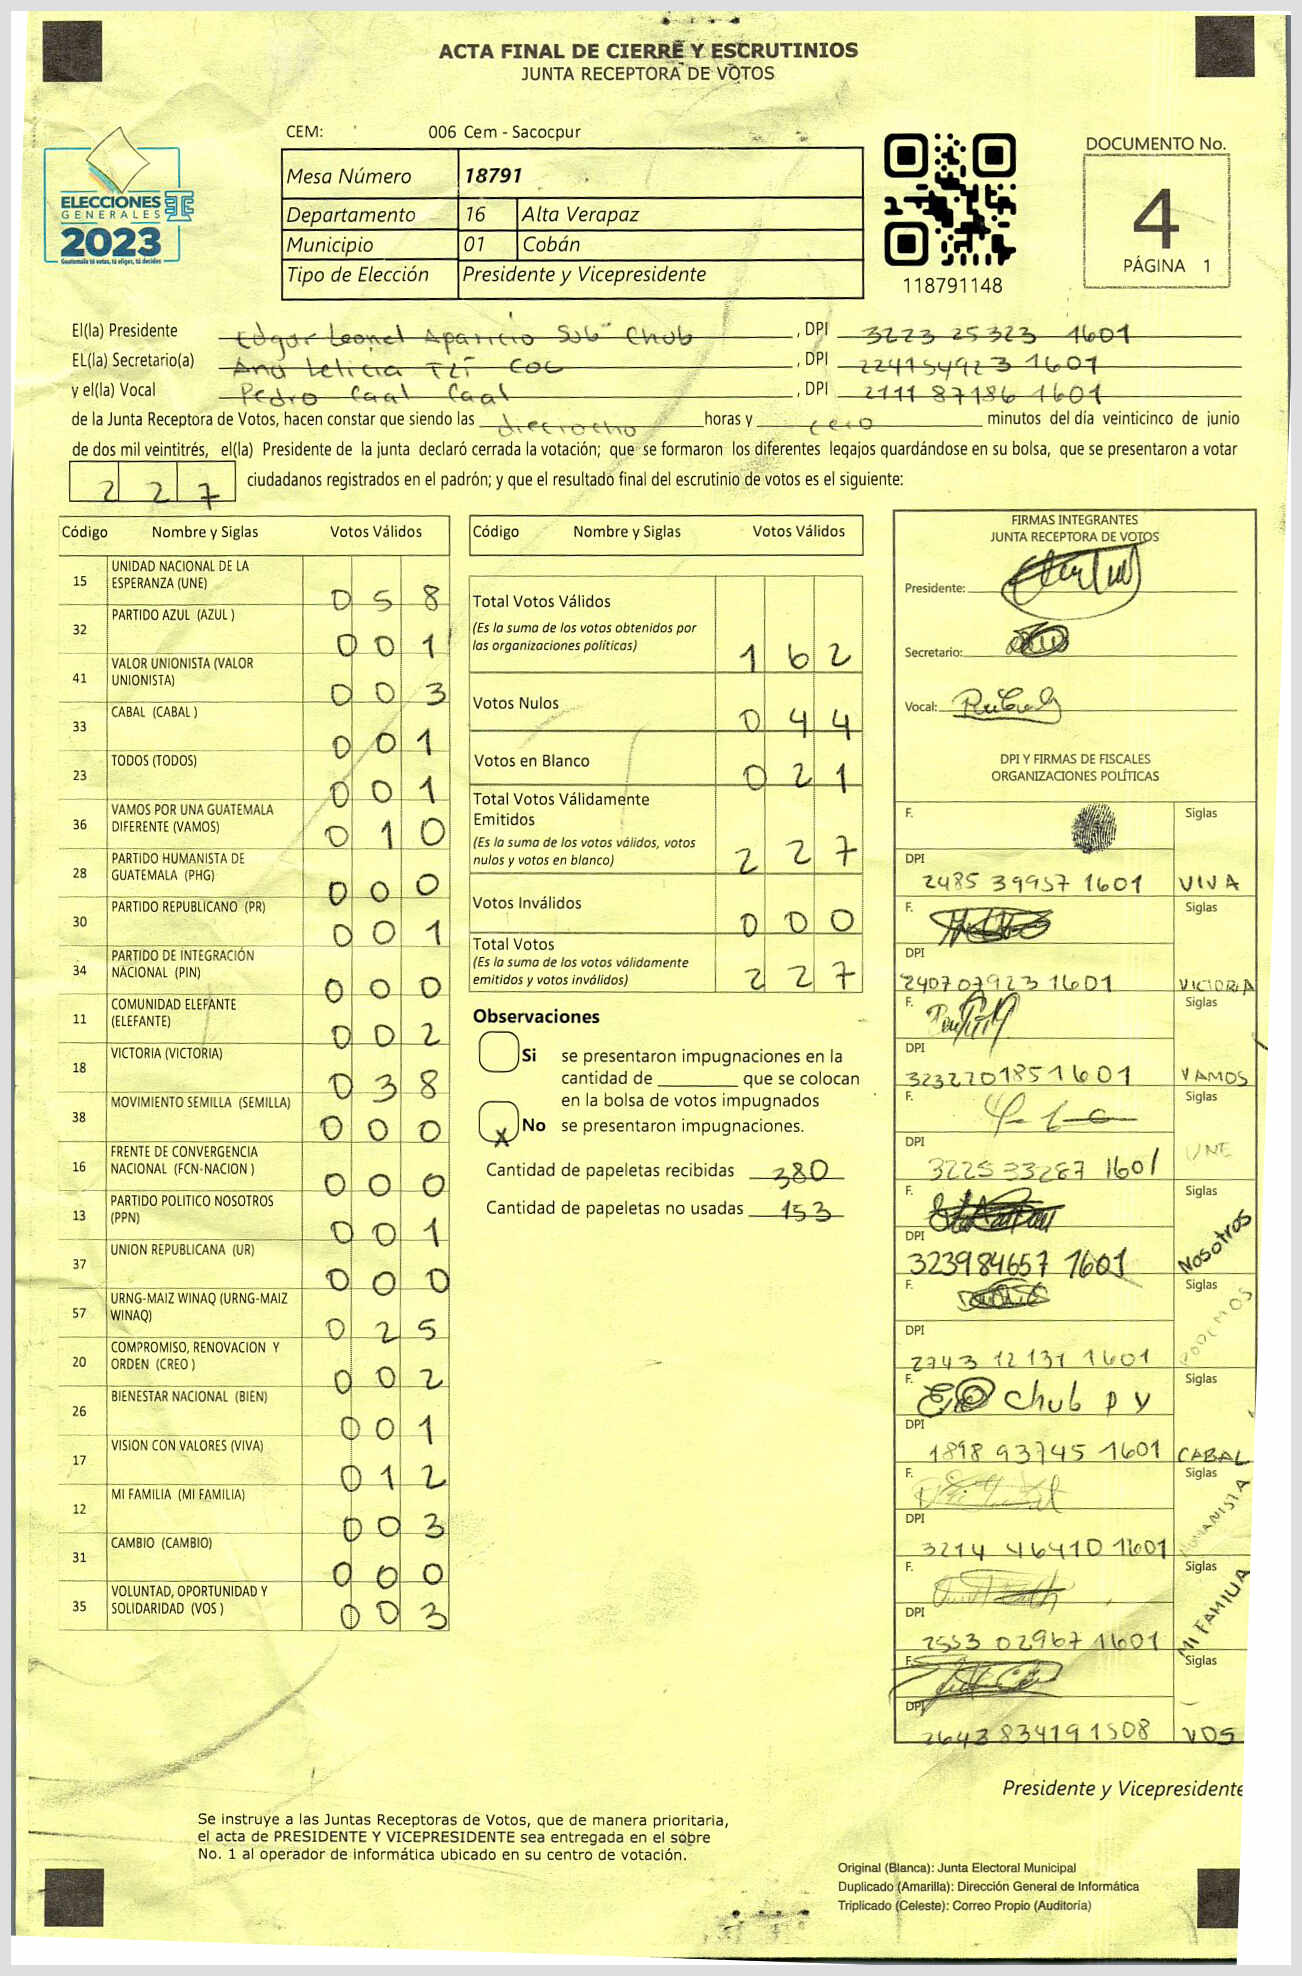 ACTA FINAL DE CIERRE Y ESCRUTINIOS
JUNTA RECEPTORA DE VOTOS
CEM: 006 Cem - Sacocpur
ELECCIONES
GENERALES
2023
Guatemala tú votas, tú eliges, tú decides
Mesa Número 18791
Departamento 16 Alta Verapaz
Municipio 01 Cobán
Tipo de Elección Presidente y Vicepresidente
118791148
DOCUMENTO No.
4
PÁGINA 1
El(la) Presidente Edgar Leonel Aparicio Sub Chub , DPI 3223 25323 1601
EL(la) Secretario(a) Ana Leticia COC , DPI 224154923 1601
y el(la) Vocal Pedro Caal Caal , DPI 2111 87186 1601
de la Junta Receptora de Votos, hacen constar que siendo las dieciocho horas y cero minutos del día veinticinco de junio
de dos mil veintitrés, el(la) Presidente de la junta declaró cerrada la votación; que se formaron los diferentes legajos quardándose en su bolsa, que se presentaron a votar
2 2 7 ciudadanos registrados en el padrón; y que el resultado final del escrutinio de votos es el siguiente:
Código Nombre y Siglas Votos Válidos
15 UNIDAD NACIONAL DE LA
ESPERANZA (UNE) 0 5 8
32 PARTIDO AZUL (AZUL ) 0 0 1
41 VALOR UNIONISTA (VALOR
UNIONISTA) 0 0 3
33 CABAL (CABAL ) 0 0 1
23 TODOS (TODOS) 0 0 1
36 VAMOS POR UNA GUATEMALA
DIFERENTE (VAMOS) 0 1 0
28 PARTIDO HUMANISTA DE
GUATEMALA (PHG) 0 0 0
30 PARTIDO REPUBLICANO (PR) 0 0 1
34 PARTIDO DE INTEGRACIÓN
NACIONAL (PIN) 0 0 0
11 COMUNIDAD ELEFANTE
(ELEFANTE) 0 0 2
18 VICTORIA (VICTORIA) 0 3 8
38 MOVIMIENTO SEMILLA (SEMILLA) 0 0 0
16 FRENTE DE CONVERGENCIA
NACIONAL (FCN-NACION ) 0 0 0
13 PARTIDO POLITICO NOSOTROS
(PPN) 0 0 1
37 UNION REPUBLICANA (UR) 0 0 0
57 URNG-MAIZ WINAQ (URNG-MAIZ
WINAQ) 0 2 5
20 COMPROMISO, RENOVACION Y
ORDEN (CREO ) 0 0 2
26 BIENESTAR NACIONAL (BIEN) 0 0 1
17 VISION CON VALORES (VIVA) 0 1 2
12 MI FAMILIA (MI FAMILIA) 0 0 3
31 CAMBIO (CAMBIO) 0 0 0
35 VOLUNTAD, OPORTUNIDAD Y
SOLIDARIDAD (VOS ) 0 0 3
Código Nombre y Siglas Votos Válidos
Total Votos Válidos
(Es la suma de los votos obtenidos por
las organizaciones políticas) 1 6 2
Votos Nulos 0 4 4
Votos en Blanco 0 2 1
Total Votos Válidamente
Emitidos
(Es la suma de los votos válidos, votos
nulos y votos en blanco) 2 2 7
Votos Inválidos 0 0 0
Total Votos
(Es la suma de los votos válidamente
emitidos y votos inválidos) 2 2 7
Observaciones
Si se presentaron impugnaciones en la
cantidad de ________ que se colocan
en la bolsa de votos impugnados
X No se presentaron impugnaciones.
Cantidad de papeletas recibidas 380
Cantidad de papeletas no usadas 153
FIRMAS INTEGRANTES
JUNTA RECEPTORA DE VOTOS
Presidente:
Secretario:
Vocal:
DPI Y FIRMAS DE FISCALES
ORGANIZACIONES POLÍTICAS
F. Siglas
DPI
2485 39957 1601 VIVA
F. Siglas
DPI
2407 07923 1601 VICTORIA
F. Siglas
DPI
3232201851601 VAMOS
F. Siglas
DPI
3225 33287 1601 UNE
F. Siglas
DPI
323984657 1601 Nosotros
F. Siglas
DPI
2743 12 131 1601 PODEMOS
F. Chub P Y Siglas
DPI
1898 93745 1601 CABAL
F. Siglas
DPI
3214 46410 1601 HUMANISTA
F. Siglas
DPI
2553 02967 1601 MI FAMILIA
F. Siglas
DPI
2643 834191508 VOS
Presidente y Vicepresidente
Se instruye a las Juntas Receptoras de Votos, que de manera prioritaria,
el acta de PRESIDENTE Y VICEPRESIDENTE sea entregada en el sobre
No. 1 al operador de informática ubicado en su centro de votación.
Original (Blanca): Junta Electoral Municipal
Duplicado (Amarilla): Dirección General de Informática
Triplicado (Celeste): Correo Propio (Auditoría)